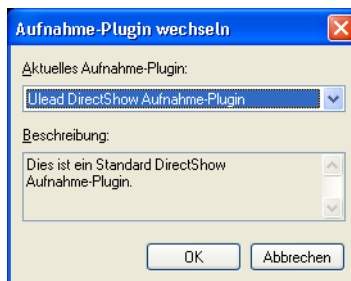 Aufnahme-Plugin wechseln
Aktuelles Aufnahme-Plugin:
Ulead DirectShow Aufnahme-Plugin
Beschreibung:
Dies ist ein Standard DirectShow
Aufnahme-Plugin.
OK
Abbrechen